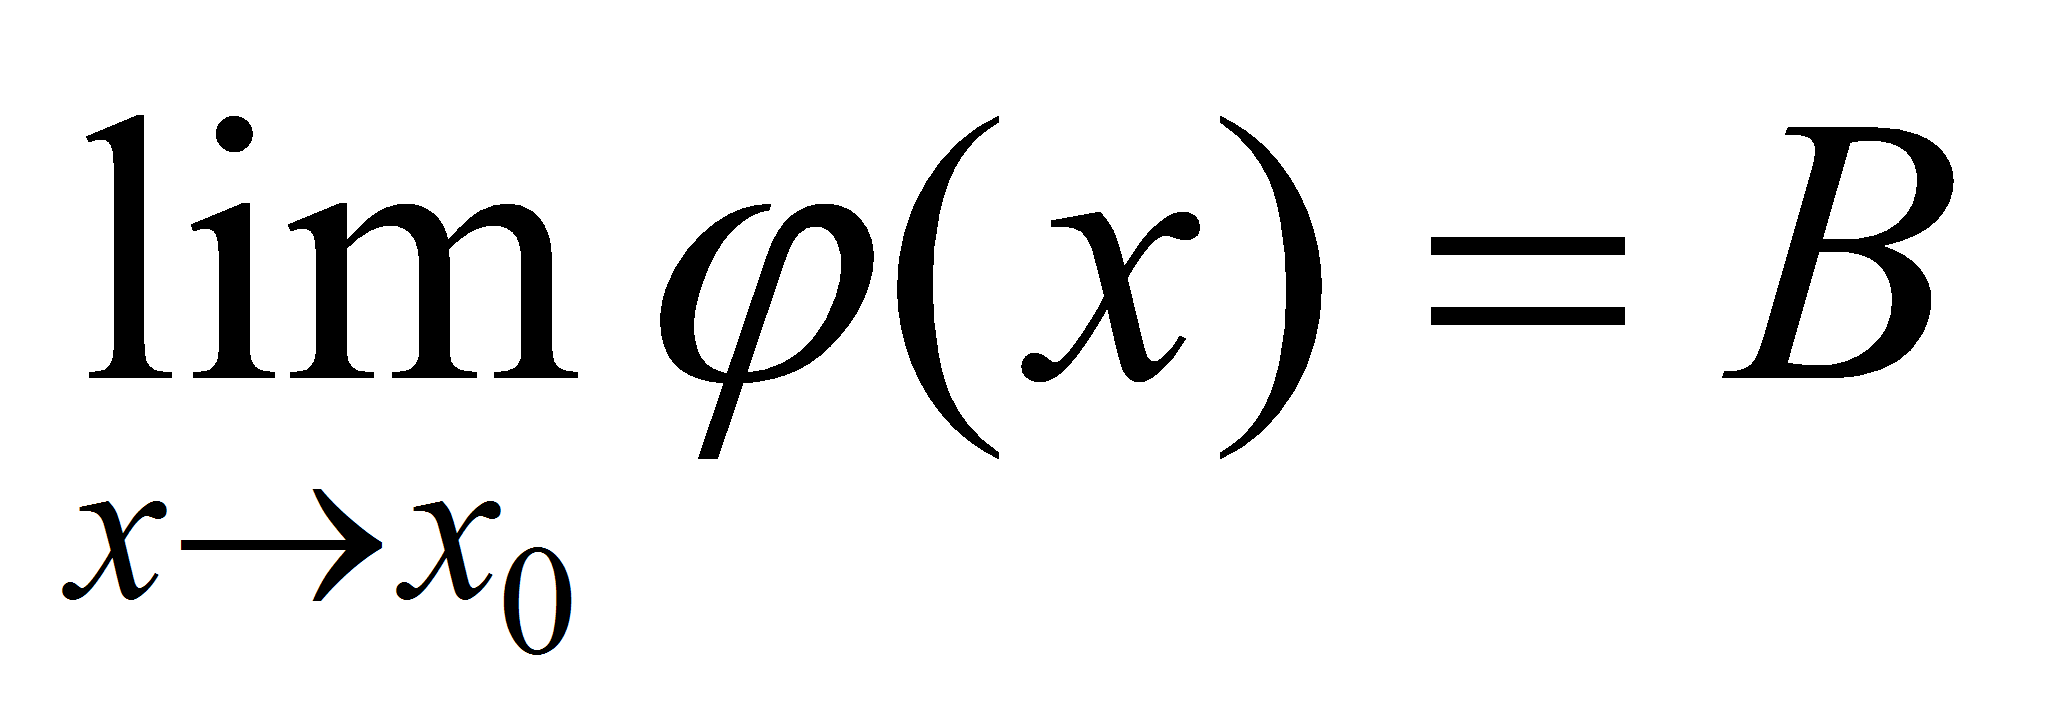 lim φ(x) = B
x→x₀